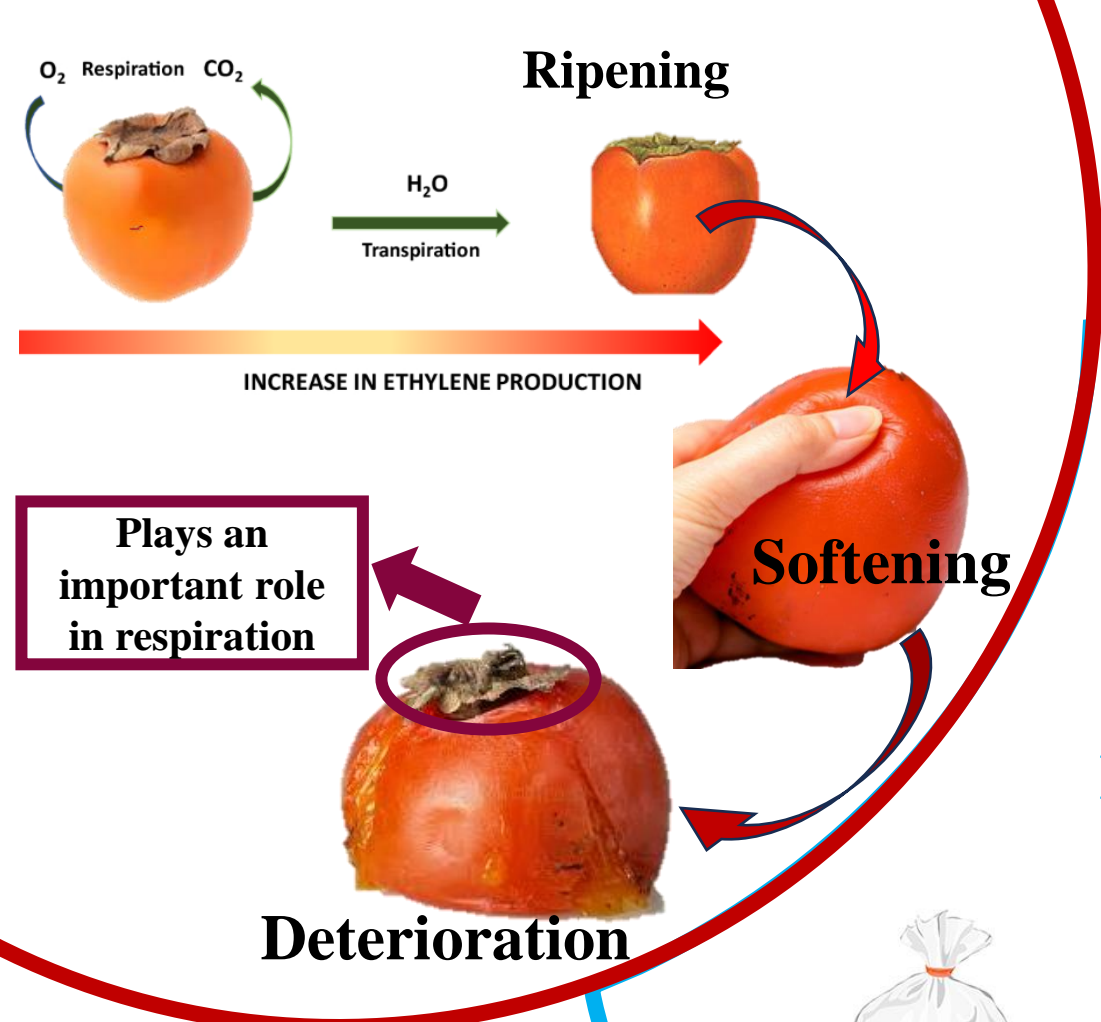 O₂ Respiration CO₂
Ripening
H₂O
Transpiration
INCREASE IN ETHYLENE PRODUCTION
Softening
Plays an
important role
in respiration
Deterioration